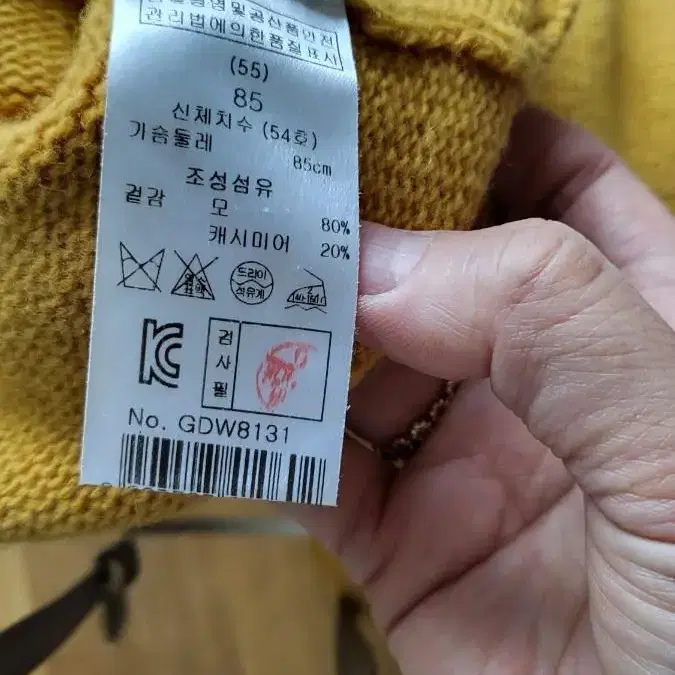 관리법에의한품질표시
(55)
85
신체치수 (54호)
가슴둘레 85cm
조성섬유
겉감 모 80%
캐시미어 20%
드라이
석유계
검
사
필
No. GDW8131